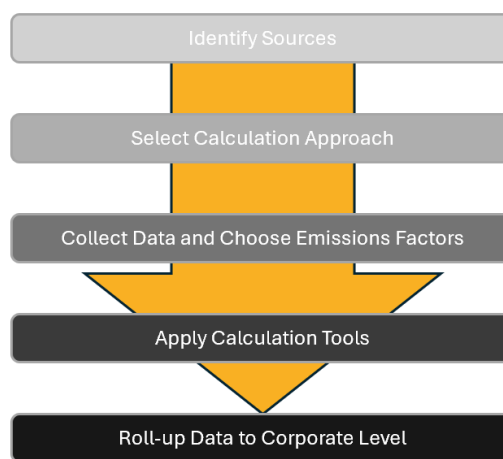 Identify Sources
Select Calculation Approach
Collect Data and Choose Emissions Factors
Apply Calculation Tools
Roll-up Data to Corporate Level